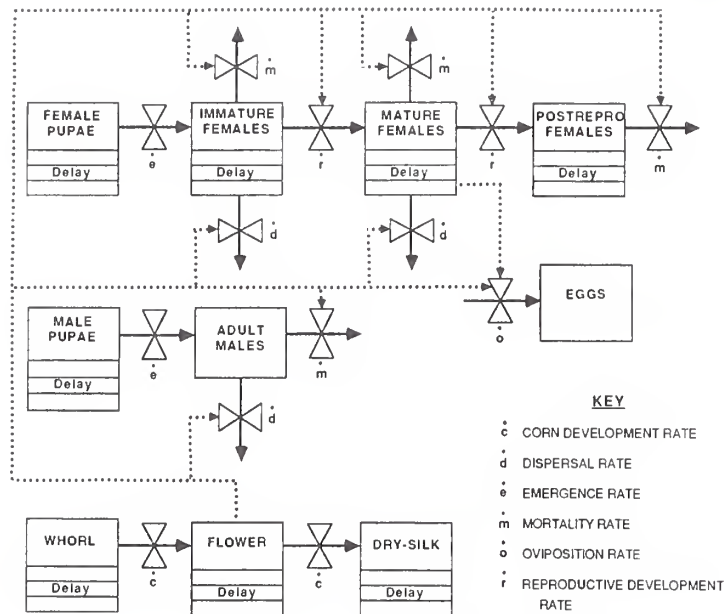 ṁ
ṁ
FEMALE
PUPAE
Delay
ė
IMMATURE
FEMALES
Delay
ṙ
MATURE
FEMALES
Delay
ṙ
POSTREPRO
FEMALES
Delay
ṁ
ḋ
ḋ
EGGS
ȯ
MALE
PUPAE
Delay
ė
ADULT
MALES
ṁ
ḋ
WHORL
Delay
ċ
FLOWER
Delay
ċ
DRY-SILK
Delay
KEY
ċ CORN DEVELOPMENT RATE
ḋ DISPERSAL RATE
ė EMERGENCE RATE
ṁ MORTALITY RATE
ȯ OVIPOSITION RATE
ṙ REPRODUCTIVE DEVELOPMENT
RATE